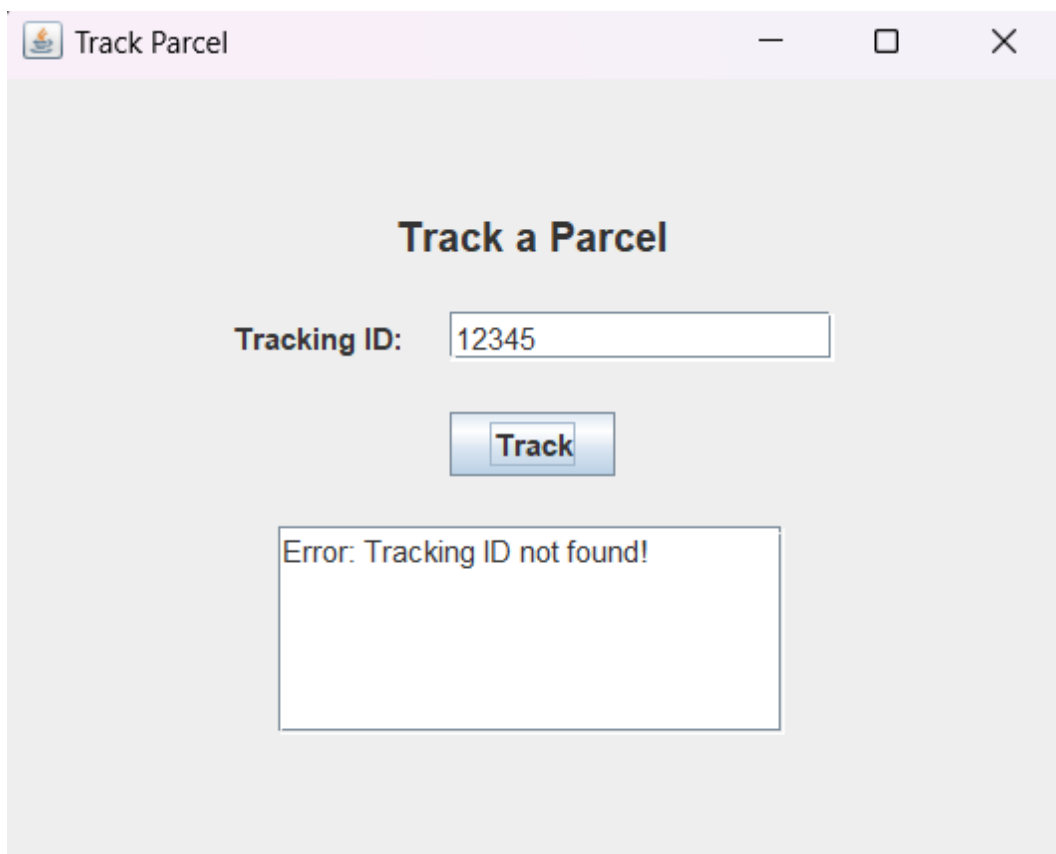 Track Parcel
Track a Parcel
Tracking ID: 12345
Track
Error: Tracking ID not found!